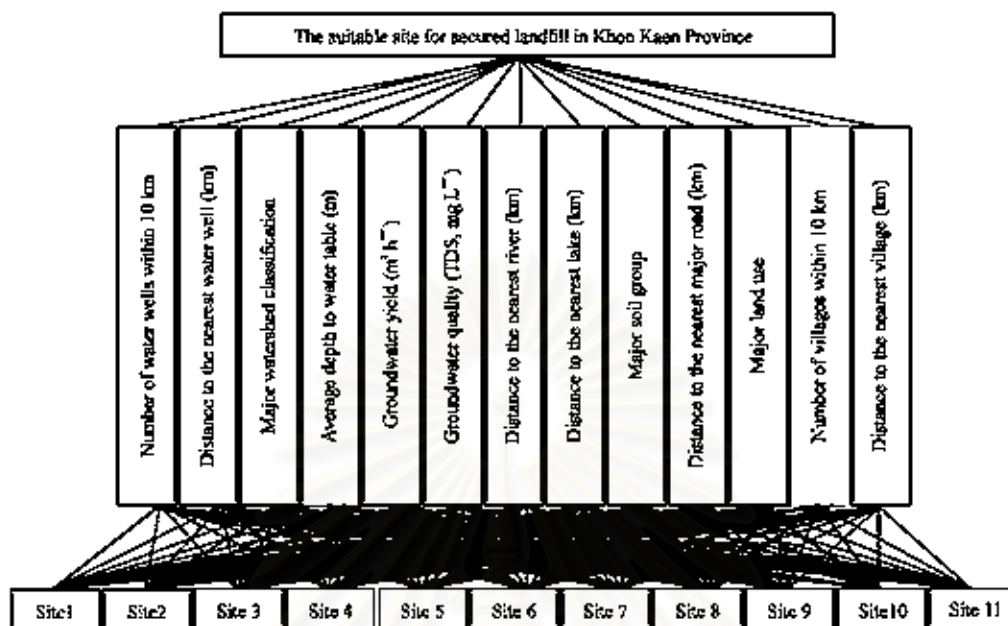 The suitable site for secured landfill in Khon Kaen Province
Number of water wells within 10 km
Distance to the nearest water well (km)
Major watershed classification
Average depth to water table (m)
Groundwater yield (m³ h⁻)
Groundwater quality (TDS, mg L⁻)
Distance to the nearest river (km)
Distance to the nearest lake (km)
Major soil group
Distance to the nearest major road (km)
Major land use
Number of villages within 10 km
Distance to the nearest village (km)
Site1
Site2
Site 3
Site 4
Site 5
Site 6
Site 7
Site 8
Site 9
Site10
Site 11